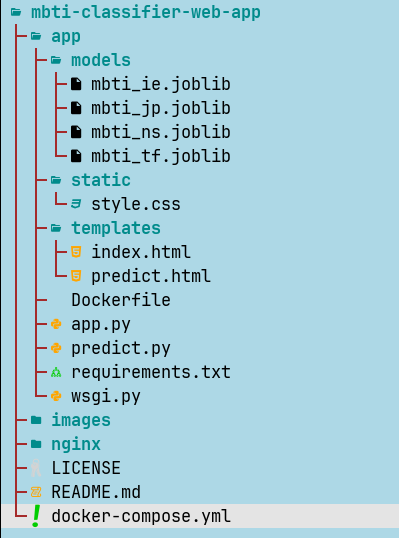 mbti-classifier-web-app
app
models
mbti_ie.joblib
mbti_jp.joblib
mbti_ns.joblib
mbti_tf.joblib
static
style.css
templates
index.html
predict.html
Dockerfile
app.py
predict.py
requirements.txt
wsgi.py
images
nginx
LICENSE
README.md
docker-compose.yml